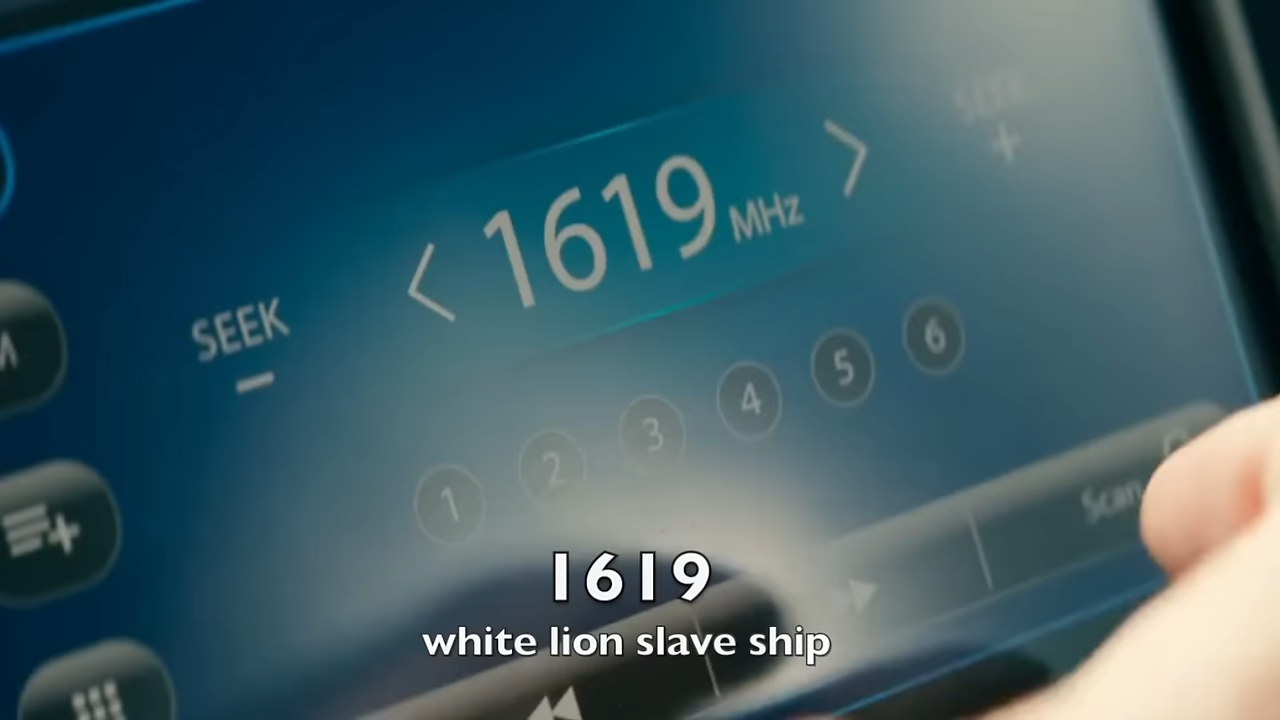 SEEK
+
< 1619 MHz >
SEEK
−
1 2 3 4 5 6
Scan
1619
white lion slave ship